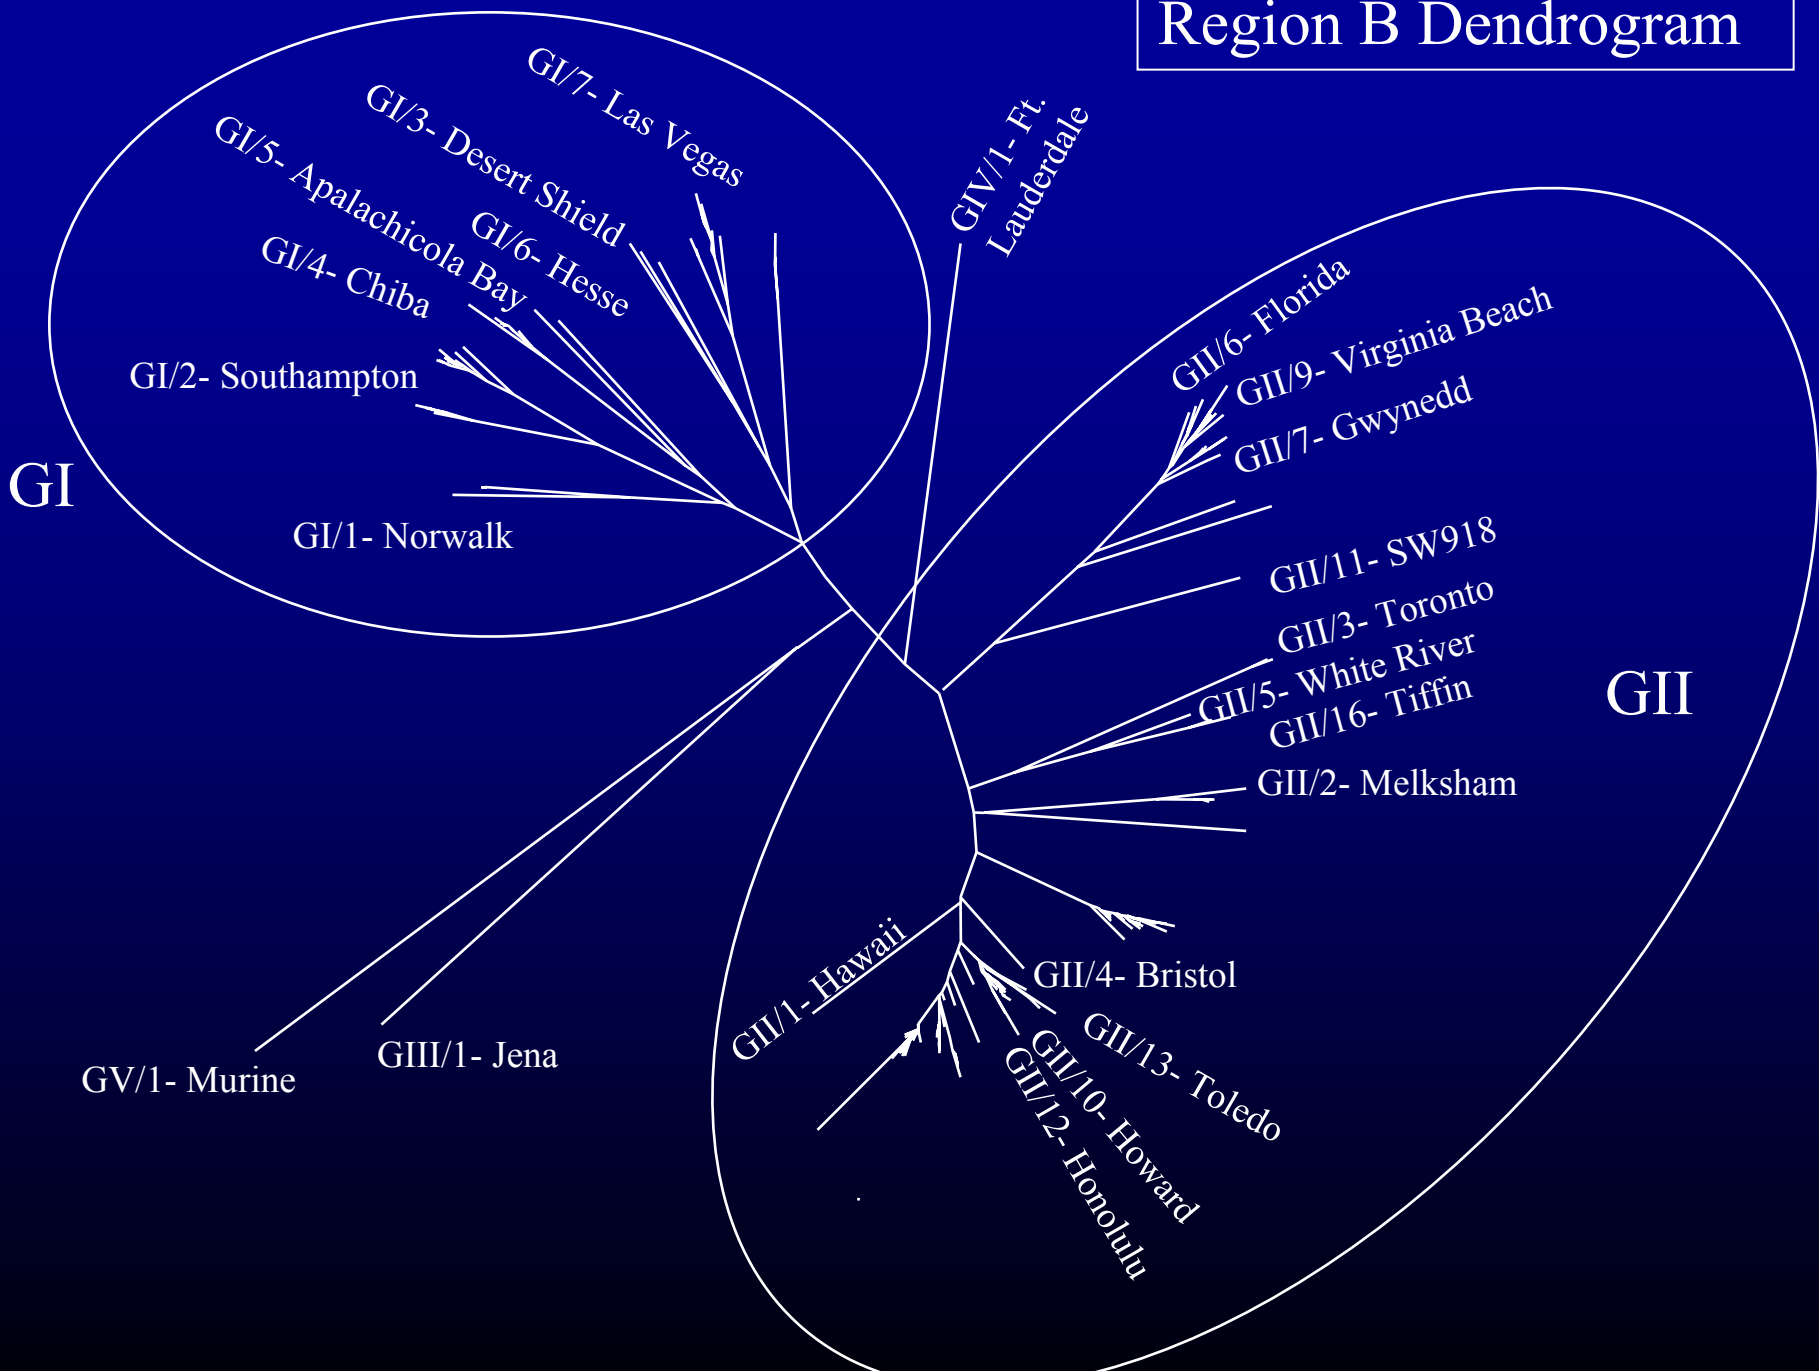 Region B Dendrogram
GI/7- Las Vegas
GI/3- Desert Shield
GI/5- Apalachicola Bay
GI/6- Hesse
GI/4- Chiba
GI/2- Southampton
GI
GI/1- Norwalk
GIV/1- Ft.
Lauderdale
GII/6- Florida
GII/9- Virginia Beach
GII/7- Gwynedd
GII/11- SW918
GII/3- Toronto
GII/5- White River
GII/16- Tiffin
GII
GII/2- Melksham
GII/1- Hawaii
GII/4- Bristol
GII/13- Toledo
GII/10- Howard
GII/12- Honolulu
GIII/1- Jena
GV/1- Murine